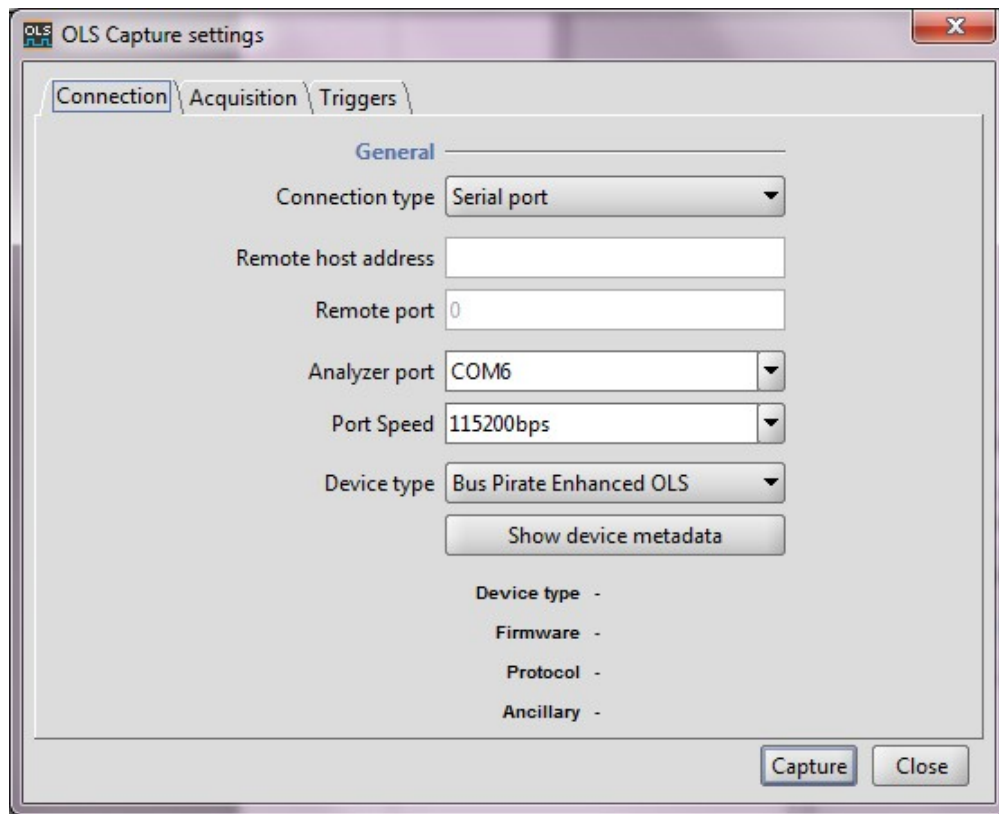 OLS OLS Capture settings
Connection Acquisition Triggers
General
Connection type Serial port
Remote host address
Remote port 0
Analyzer port COM6
Port Speed 115200bps
Device type Bus Pirate Enhanced OLS
Show device metadata
Device type -
Firmware -
Protocol -
Ancillary -
Capture Close